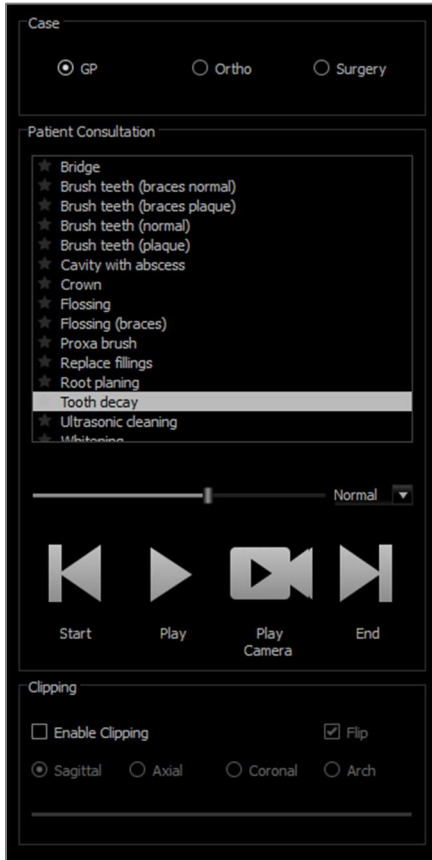 Case
GP Ortho Surgery
Patient Consultation
Bridge
Brush teeth (braces normal)
Brush teeth (braces plaque)
Brush teeth (normal)
Brush teeth (plaque)
Cavity with abscess
Crown
Flossing
Flossing (braces)
Proxa brush
Replace fillings
Root planing
Tooth decay
Ultrasonic cleaning
Whitening
Normal
Start Play Play Camera End
Clipping
Enable Clipping Flip
Sagittal Axial Coronal Arch